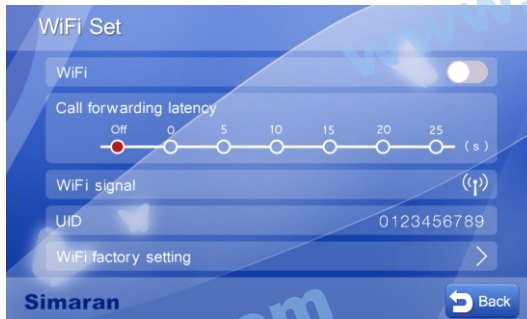 WiFi Set
WiFi
Call forwarding latency
Off 0 5 10 15 20 25 (s)
WiFi signal
UID 0123456789
WiFi factory setting
Simaran
Back